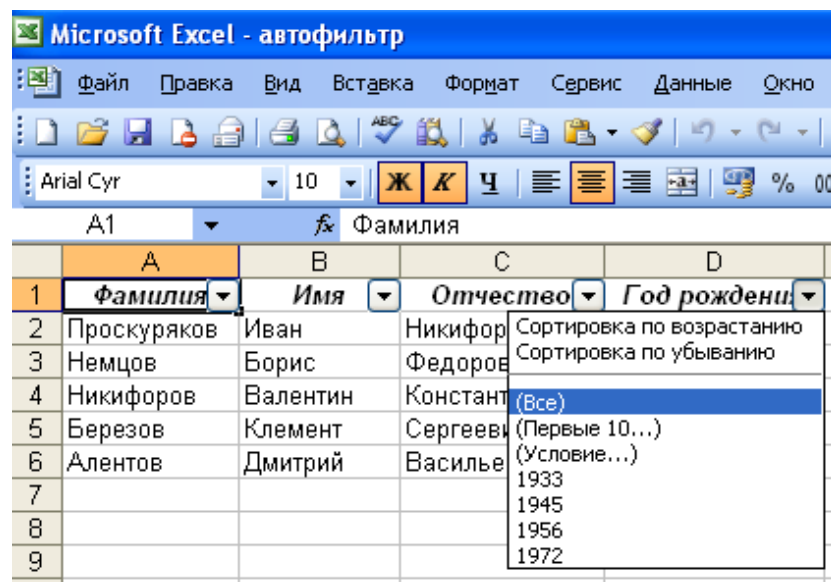 Microsoft Excel - автофильтр
Файл Правка Вид Вставка Формат Сервис Данные Окно
ABC
Arial Cyr 10 Ж К Ч % 00
A1 fx Фамилия
A B C D
1 Фамилия Имя Отчество Год рождени
2 Проскуряков Иван Никифор
3 Немцов Борис Федоров
4 Никифоров Валентин Констант
5 Березов Клемент Сергееви
6 Алентов Дмитрий Василье
7
8
9
Сортировка по возрастанию
Сортировка по убыванию
(Все)
(Первые 10...)
(Условие...)
1933
1945
1956
1972